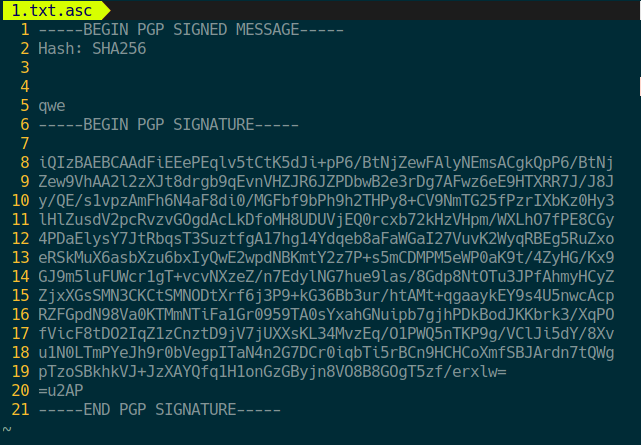 1.txt.asc
1 -----BEGIN PGP SIGNED MESSAGE-----
2 Hash: SHA256
3
4
5 qwe
6 -----BEGIN PGP SIGNATURE-----
7
8 iQIzBAEBCAAdFiEEePEqlv5tCtK5dJi+pP6/BtNjZewFAlyNEmsACgkQpP6/BtNj
9 Zew9VhAA2l2zXJt8drgb9qEvnVHZJR6JZPDbwB2e3rDg7AFwz6eE9HTXRR7J/J8J
10 y/QE/s1vpzAmFh6N4aF8di0/MGFbf9bPh9h2THPy8+CV9NmTG25fPzrIXbKz0Hy3
11 lHlZusdV2pcRvzvGOgdAcLkDfoMH8UDUVjEQ0rcxb72kHzVHpm/WXLhO7fPE8CGy
12 4PDaElysY7JtRbqsT3SuztfgA17hg14Ydqeb8aFaWGaI27VuvK2WyqRBEg5RuZxo
13 eRSkMuX6asbXzu6bxIyQwE2wpdNBKmtY2z7P+s5mCDMPM5eWP0aK9t/4ZyHG/Kx9
14 GJ9m5luFUWcr1gT+vcvNXzeZ/n7EdylNG7hue9las/8Gdp8NtOTu3JPfAhmyHCyZ
15 ZjxXGsSMN3CKCtSMNODtXrf6j3P9+kG36Bb3ur/htAMt+qgaaykEY9s4U5nwcAcp
16 RZFGpdN98Va0KTMmNTiFa1Gr0959TA0sYxahGNuipb7gjhPDkBodJKKbrk3/XqPO
17 fVicF8tDO2IqZ1zCnztD9jV7jUXXsKL34MvzEq/O1PWQ5nTKP9g/VClJi5dY/8Xv
18 u1N0LTmPYeJh9r0bVegpITaN4n2G7DCr0iqbTi5rBCn9HCHCoXmfSBJArdn7tQWg
19 pTzoSBkhkVJ+JzXAYQfq1H1onGzGByjn8VO8B8GOgT5zf/erxlw=
20 =u2AP
21 -----END PGP SIGNATURE-----
~